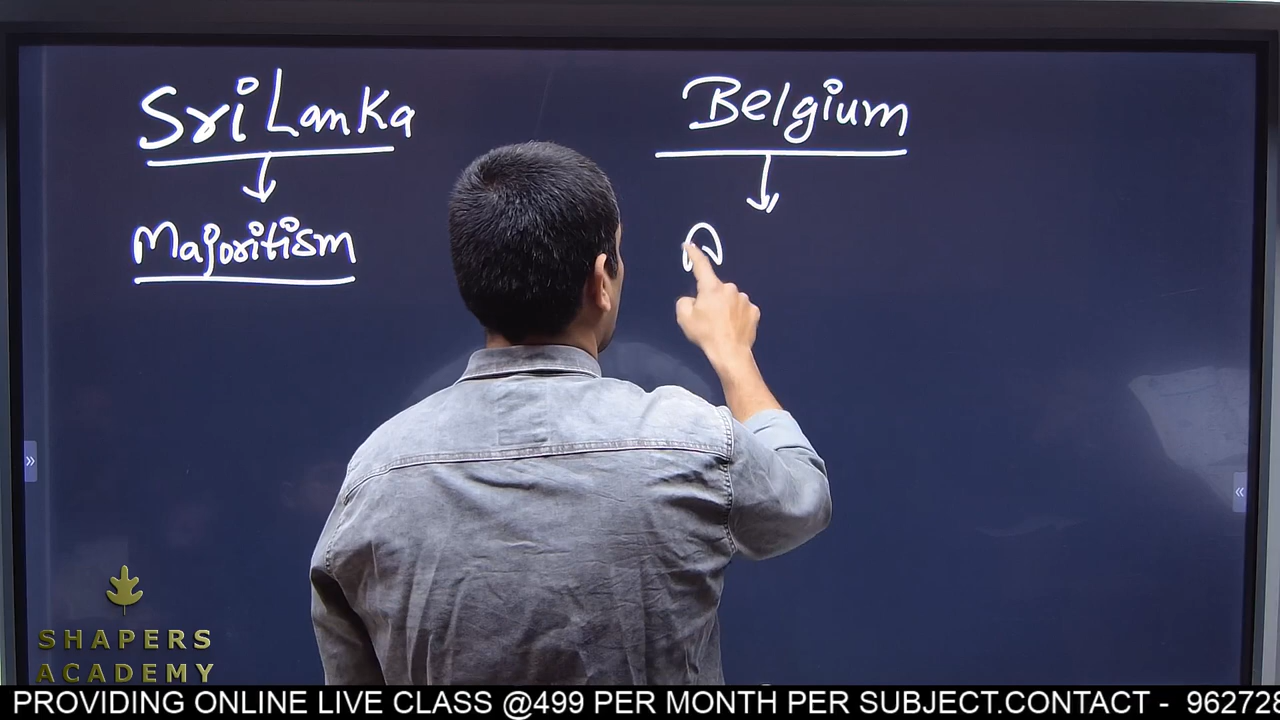 Sri Lanka
Belgium
Majoritism
»
«
SHAPERS
ACADEMY
PROVIDING ONLINE LIVE CLASS @499 PER MONTH PER SUBJECT.CONTACT - 962728